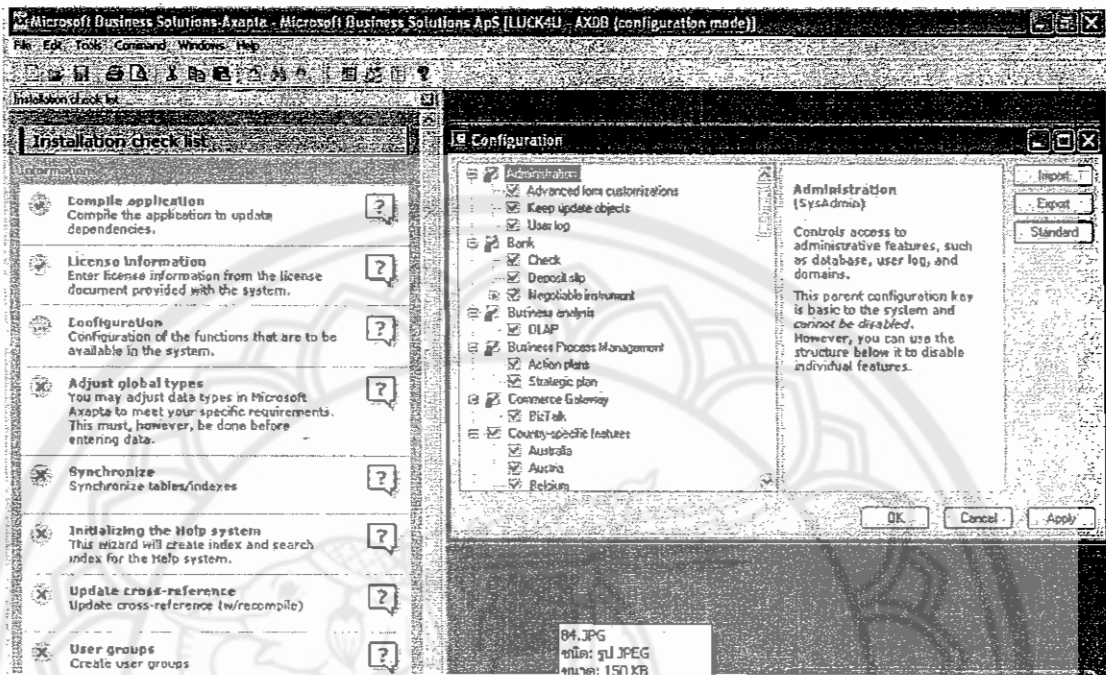 Microsoft Business Solutions-Axapta - Microsoft Business Solutions ApS [LUCK4U - AXDB (configuration mode)]
File Edit Tools Command Windows Help
Installation check list
Installation check list
Information
Compile application
Compile the application to update
dependencies.
License information
Enter license information from the license
document provided with the system.
Configuration
Configuration of the functions that are to be
available in the system.
Adjust global types
You may adjust data types in Microsoft
Axapta to meet your specific requirements.
This must, however, be done before
entering data.
Synchronize
Synchronize tables/indexes
Initializing the Help system
This wizard will create index and search
index for the Help system.
Update cross-reference
Update cross-reference (w/recompile)
User groups
Create user groups
Configuration
Administration
Advanced form customizations
Keep update objects
User log
Bank
Check
Deposit slip
Negotiable instrument
Business analysis
OLAP
Business Process Management
Action plans
Strategic plan
Commerce Gateway
BizTalk
Country-specific features
Australia
Austria
Belgium
Administration
(SysAdmin)
Controls access to
administrative features, such
as database, user log, and
domains.
This parent configuration key
is basic to the system and
cannot be disabled.
However, you can use the
structure below it to disable
individual features.
Import
Export
Standard
OK Cancel Apply
84.JPG
ชนิด: รูป JPEG
ขนาด: 150 KB